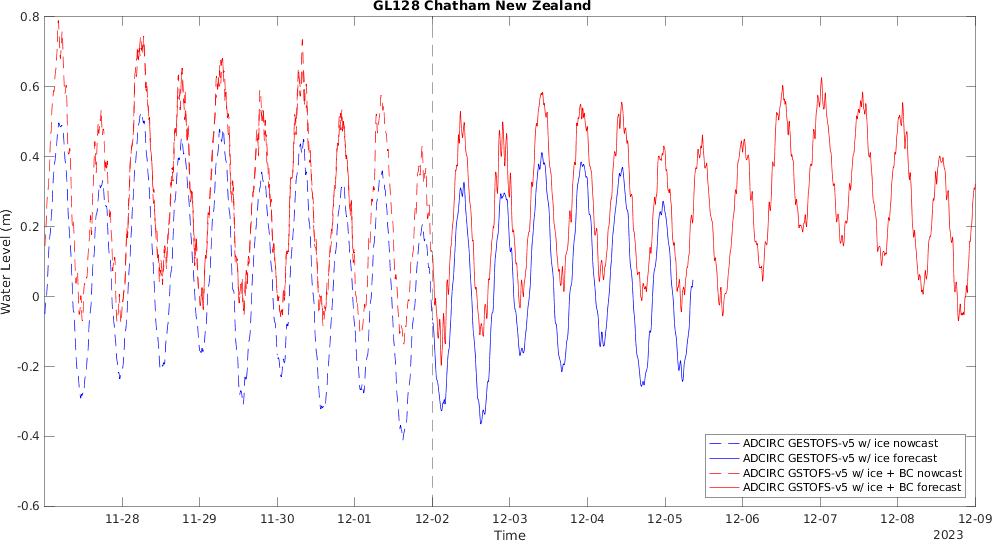 GL128 Chatham New Zealand
0.8
0.6
0.4
0.2
0
-0.2
-0.4
-0.6
Water Level (m)
11-28 11-29 11-30 12-01 12-02 12-03 12-04 12-05 12-06 12-07 12-08 12-09
Time
2023
ADCIRC GESTOFS-v5 w/ ice nowcast
ADCIRC GESTOFS-v5 w/ ice forecast
ADCIRC GSTOFS-v5 w/ ice + BC nowcast
ADCIRC GSTOFS-v5 w/ ice + BC forecast